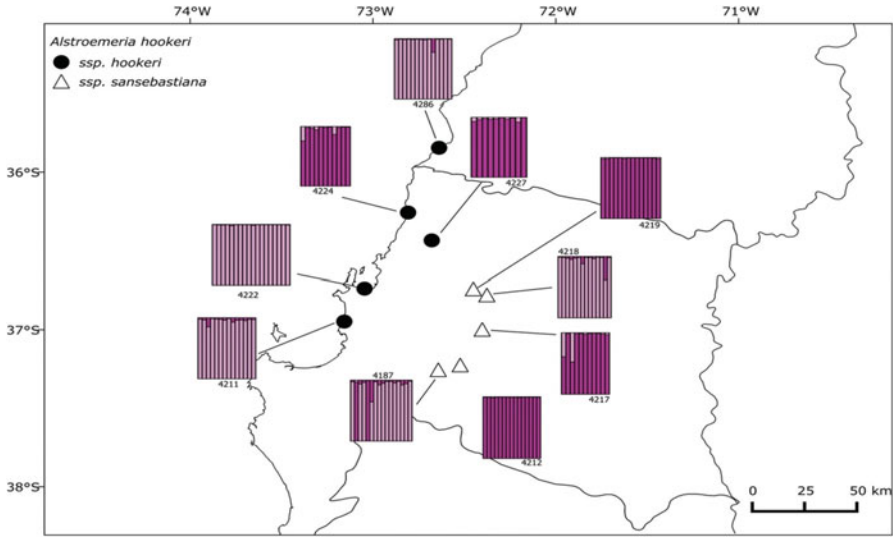 74°W 73°W 72°W 71°W
Alstroemeria hookeri
ssp. hookeri
ssp. sansebastiana
4286
36°S
4224
4227
4219
4218
4222
37°S
4211
4187
4217
4212
38°S
0 25 50 km